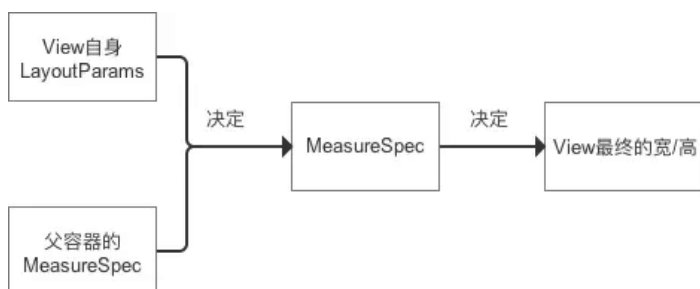 View自身
LayoutParams
决定
决定
MeasureSpec
View最终的宽/高
父容器的
MeasureSpec